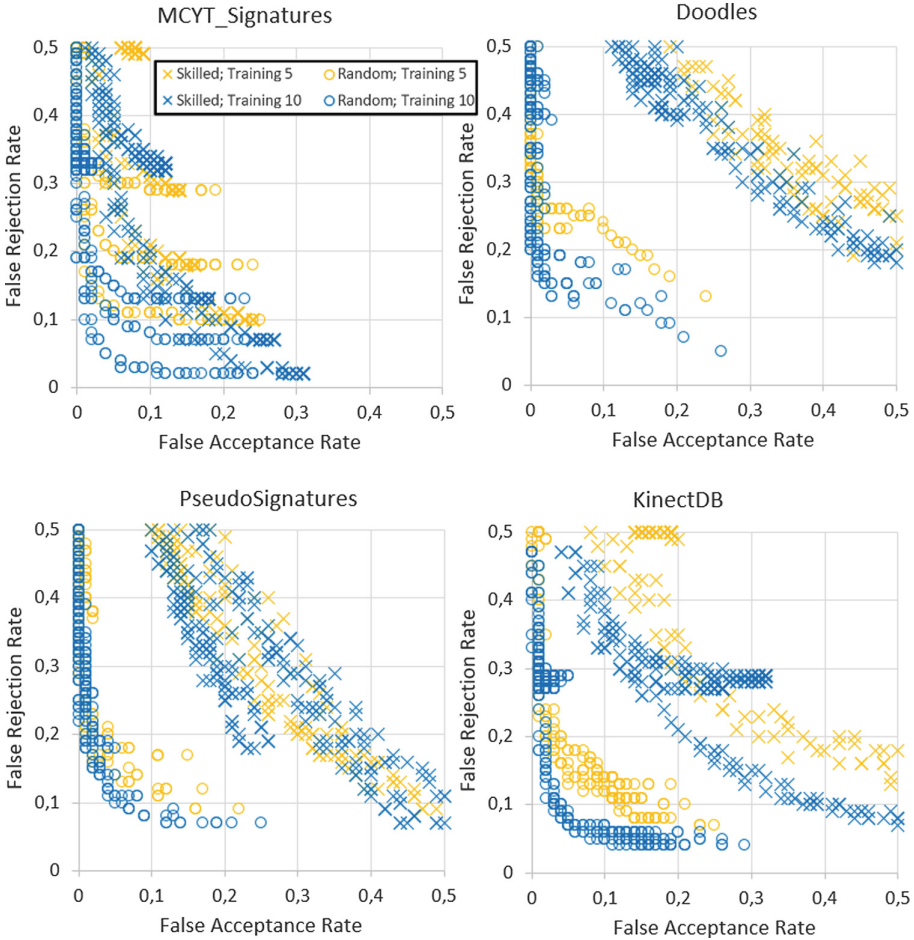 MCYT_Signatures
False Rejection Rate
0,5
0,4
0,3
0,2
0,1
0
× Skilled; Training 5 ○ Random; Training 5
× Skilled; Training 10 ○ Random; Training 10
0 0,1 0,2 0,3 0,4 0,5
False Acceptance Rate
Doodles
False Rejection Rate
0,5
0,4
0,3
0,2
0,1
0
0 0,1 0,2 0,3 0,4 0,5
False Acceptance Rate
PseudoSignatures
False Rejection Rate
0,5
0,4
0,3
0,2
0,1
0
0 0,1 0,2 0,3 0,4 0,5
False Acceptance Rate
KinectDB
False Rejection Rate
0,5
0,4
0,3
0,2
0,1
0
0 0,1 0,2 0,3 0,4 0,5
False Acceptance Rate